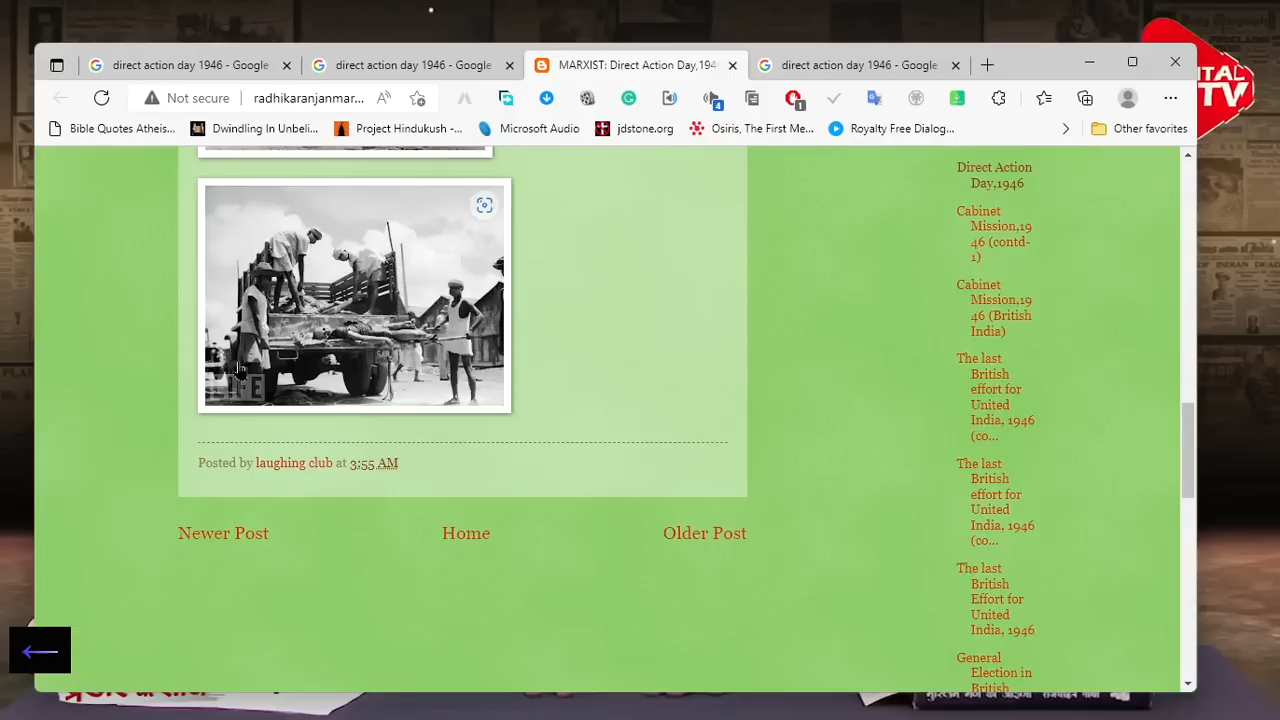 direct action day 1946 - Google
direct action day 1946 - Google
MARXIST: Direct Action Day,194
direct action day 1946 - Google
Not secure
radhikaranjanmar...
4
1
Bible Quotes Atheis...
Dwindling In Unbeli...
Project Hindukush -...
Microsoft Audio
jdstone.org
Osiris, The First Me...
Royalty Free Dialog...
Other favorites
TV
LIFE
Posted by laughing club at 3:55 AM
Newer Post
Home
Older Post
Direct Action
Day,1946
Cabinet
Mission,19
46 (contd-
1)
Cabinet
Mission,19
46 (British
India)
The last
British
effort for
United
India, 1946
(co...
The last
British
effort for
United
India, 1946
(co...
The last
British
Effort for
United
India, 1946
General
Election in
British